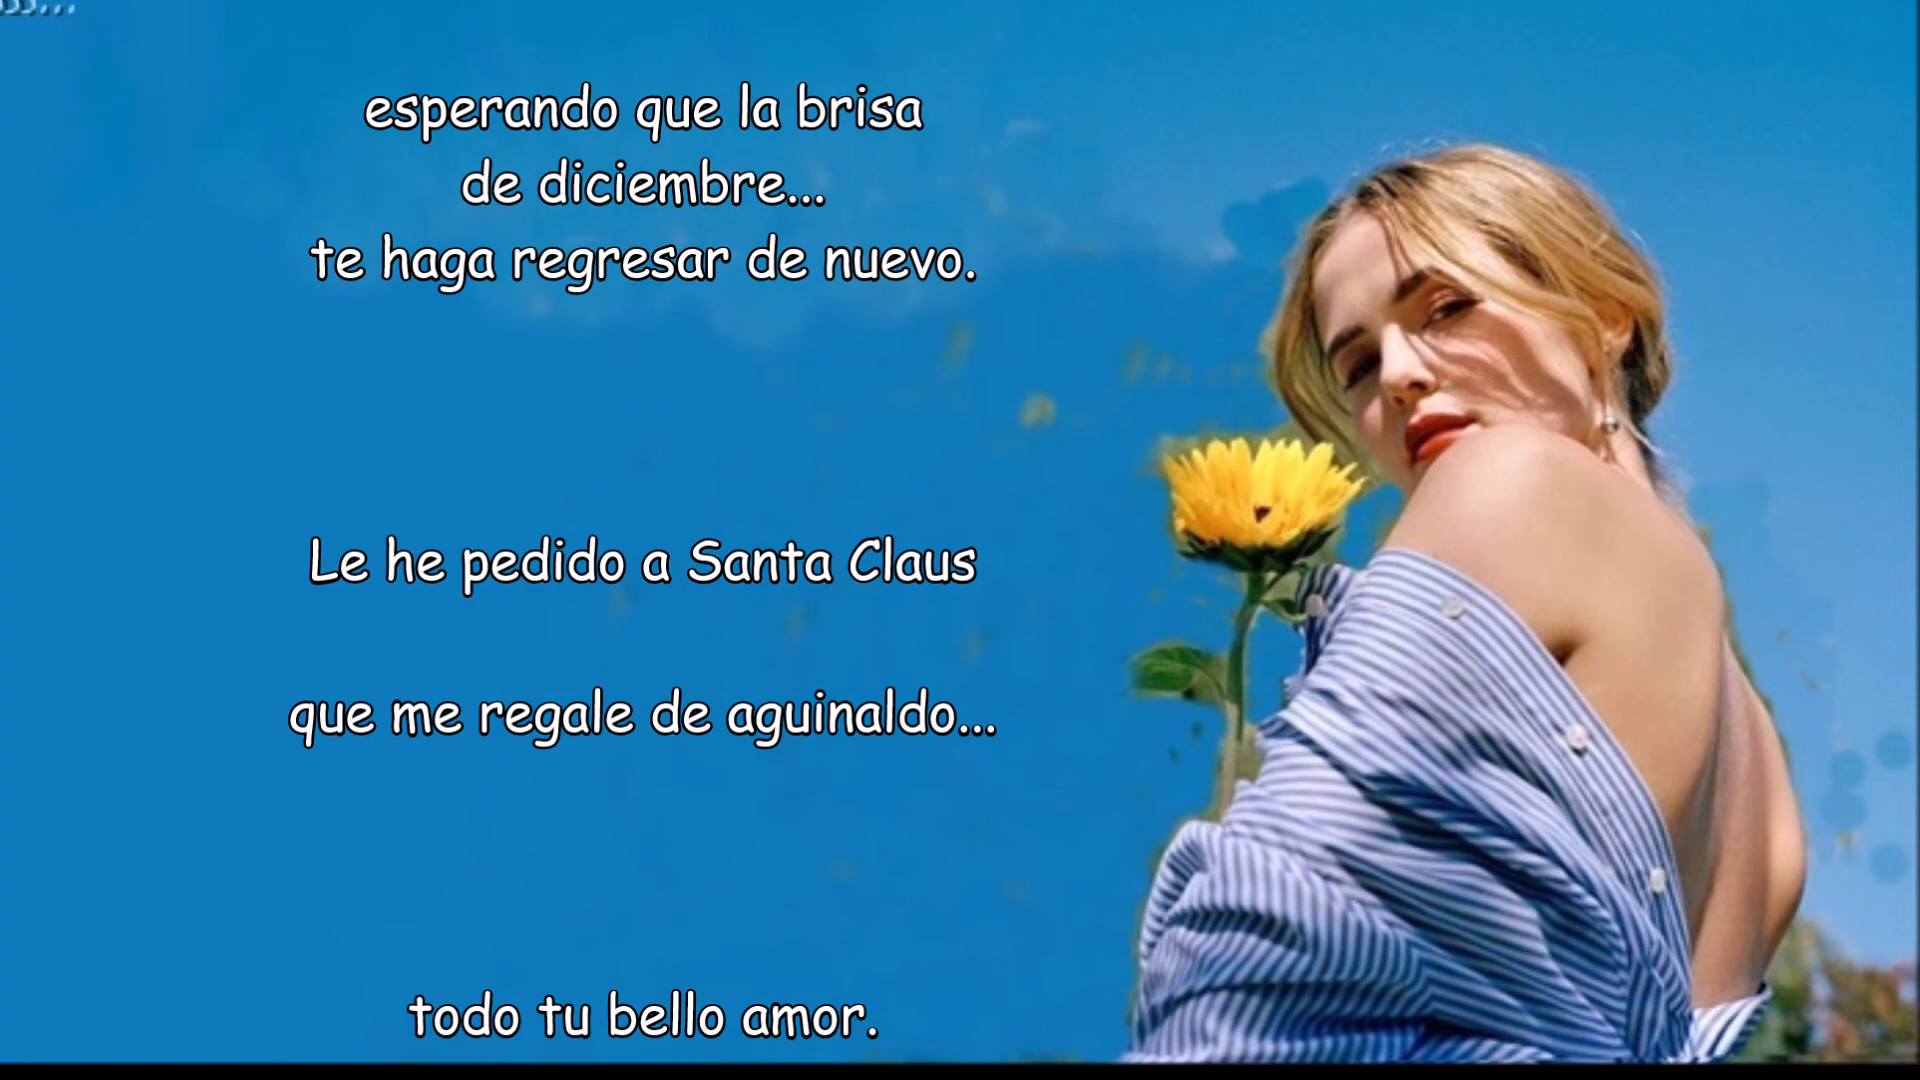 esperando que la brisa
de diciembre...
te haga regresar de nuevo.
Le he pedido a Santa Claus
que me regale de aguinaldo...
todo tu bello amor.